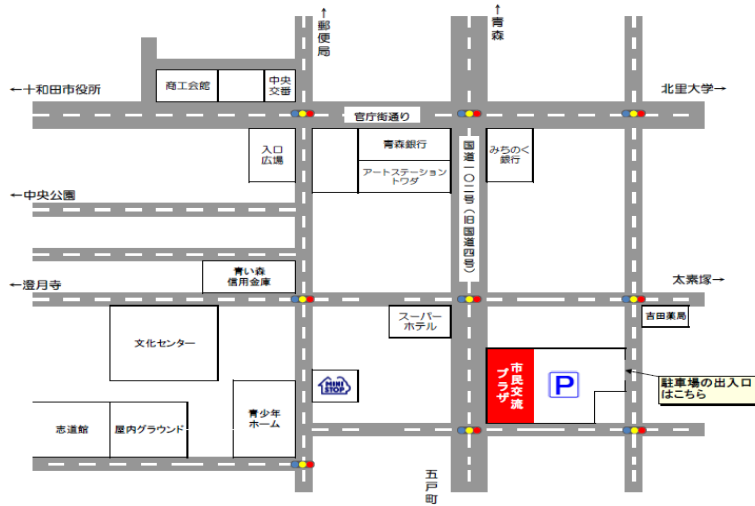 ↑郵便局
↑青森
←十和田市役所
商工会館
中央
交番
北里大学→
官庁街通り
入口
広場
青森銀行
アートステーション
トワダ
みちのく
銀行
国道一〇二号(旧国道四号)
←中央公園
青い森
信用金庫
←澄月寺
太素塚
→
スーパー
ホテル
吉田薬局
文化センター
MINI
STOP
市民交流
プラザ
P
駐車場の出入口
はこちら
志道館
屋内グラウンド
青少年
ホーム
五戸町